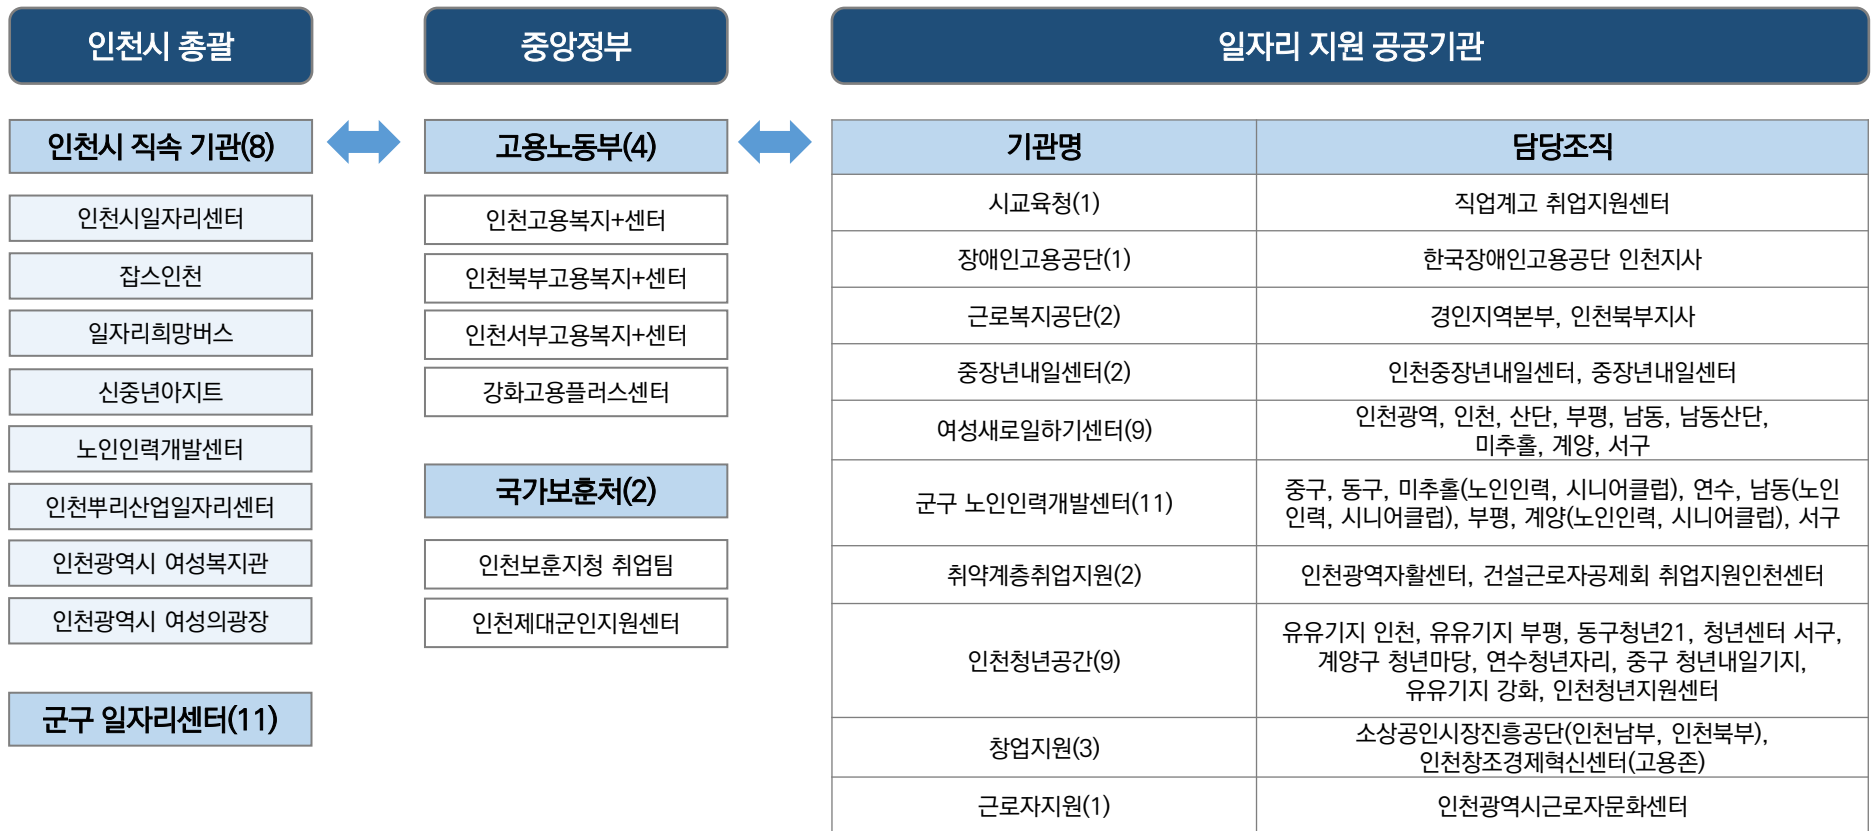 인천시 총괄
인천시 직속 기관(8)
인천시일자리센터
잡스인천
일자리희망버스
신중년아지트
노인인력개발센터
인천뿌리산업일자리센터
인천광역시 여성복지관
인천광역시 여성의광장
군구 일자리센터(11)
중앙정부
고용노동부(4)
인천고용복지+센터
인천북부고용복지+센터
인천서부고용복지+센터
강화고용플러스센터
국가보훈처(2)
인천보훈지청 취업팀
인천제대군인지원센터
일자리 지원 공공기관
기관명
담당조직
시교육청(1)
직업계고 취업지원센터
장애인고용공단(1)
한국장애인고용공단 인천지사
근로복지공단(2)
경인지역본부, 인천북부지사
중장년내일센터(2)
인천중장년내일센터, 중장년내일센터
여성새로일하기센터(9)
인천광역, 인천, 산단, 부평, 남동, 남동산단,
미추홀, 계양, 서구
군구 노인인력개발센터(11)
중구, 동구, 미추홀(노인인력, 시니어클럽), 연수, 남동(노인
인력, 시니어클럽), 부평, 계양(노인인력, 시니어클럽), 서구
취약계층취업지원(2)
인천광역자활센터, 건설근로자공제회 취업지원인천센터
인천청년공간(9)
유유기지 인천, 유유기지 부평, 동구청년21, 청년센터 서구,
계양구 청년마당, 연수청년자리, 중구 청년내일기지,
유유기지 강화, 인천청년지원센터
창업지원(3)
소상공인시장진흥공단(인천남부, 인천북부),
인천창조경제혁신센터(고용존)
근로자지원(1)
인천광역시근로자문화센터